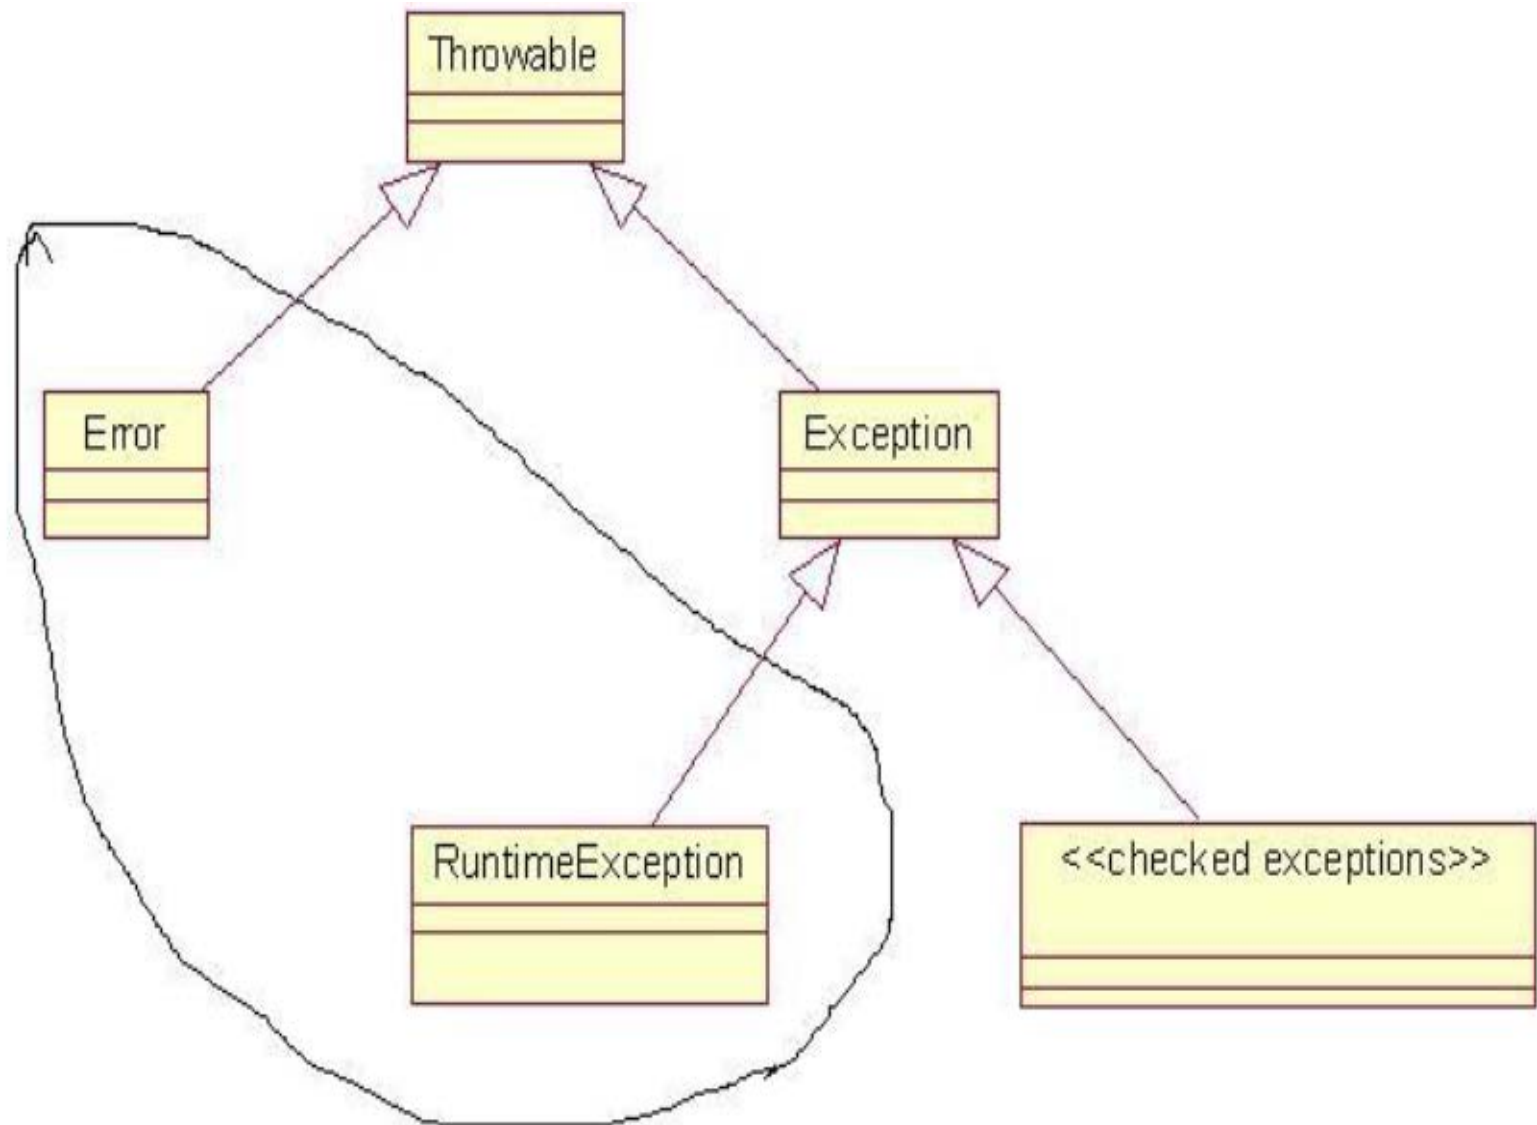 Throwable
Error
Exception
RuntimeException
<<checked exceptions>>